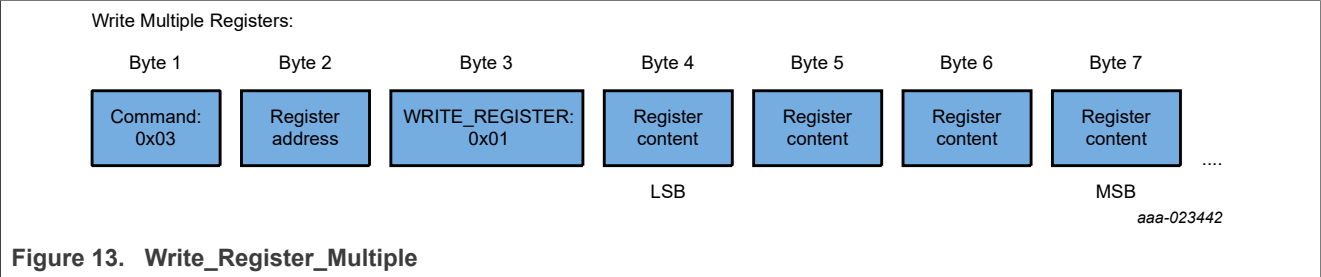 Write Multiple Registers:
Byte 1 Byte 2 Byte 3 Byte 4 Byte 5 Byte 6 Byte 7
Command: Register WRITE_REGISTER: Register Register Register Register
0x03 address 0x01 content content content content
....
LSB MSB
aaa-023442
Figure 13. Write_Register_Multiple